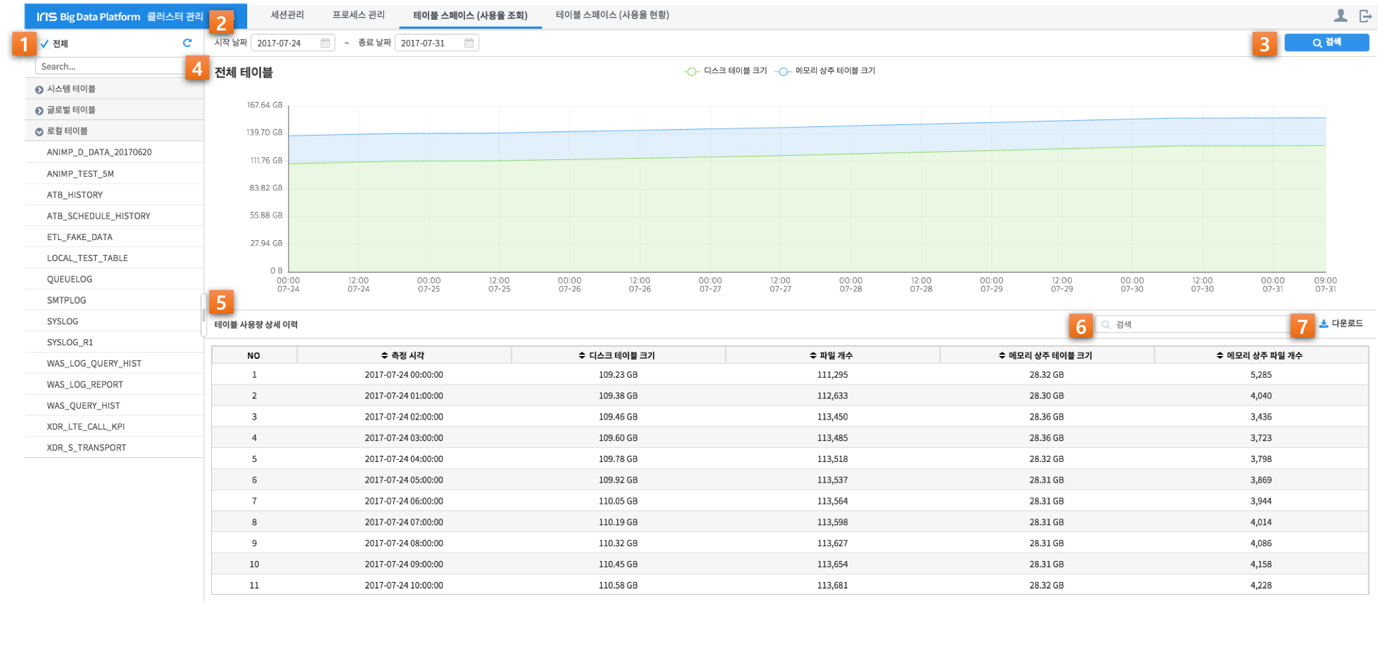 IRIS Big Data Platform 클러스터 관리
세션관리 프로세스 관리 테이블 스페이스 (사용율 조회) 테이블 스페이스 (사용율 현황)
1 2 3 4 5 6 7
전체
시작 날짜 2017-07-24 ~ 종료 날짜 2017-07-31
검색
Search...
시스템 테이블
글로벌 테이블
로컬 테이블
ANIMP_D_DATA_20170620
ANIMP_TEST_5M
ATB_HISTORY
ATB_SCHEDULE_HISTORY
ETL_FAKE_DATA
LOCAL_TEST_TABLE
QUEUELOG
SMTPLOG
SYSLOG
SYSLOG_R1
WAS_LOG_QUERY_HIST
WAS_LOG_REPORT
WAS_QUERY_HIST
XDR_LTE_CALL_KPI
XDR_S_TRANSPORT
전체 테이블
디스크 테이블 크기 메모리 상주 테이블 크기
167.64 GB
139.70 GB
111.76 GB
83.82 GB
55.88 GB
27.94 GB
0 B
00:00 12:00 00:00 12:00 00:00 12:00 00:00 12:00 00:00 12:00 00:00 12:00 00:00 12:00 00:00 09:00
07-24 07-24 07-25 07-25 07-26 07-26 07-27 07-27 07-28 07-28 07-29 07-29 07-30 07-30 07-31 07-31
테이블 사용량 상세 이력
검색
다운로드
NO 측정 시각 디스크 테이블 크기 파일 개수 메모리 상주 테이블 크기 메모리 상주 파일 개수
1 2017-07-24 00:00:00 109.23 GB 111,295 28.32 GB 5,285
2 2017-07-24 01:00:00 109.38 GB 112,633 28.30 GB 4,040
3 2017-07-24 02:00:00 109.46 GB 113,450 28.36 GB 3,436
4 2017-07-24 03:00:00 109.60 GB 113,485 28.36 GB 3,723
5 2017-07-24 04:00:00 109.78 GB 113,518 28.32 GB 3,798
6 2017-07-24 05:00:00 109.92 GB 113,537 28.31 GB 3,869
7 2017-07-24 06:00:00 110.05 GB 113,564 28.31 GB 3,944
8 2017-07-24 07:00:00 110.19 GB 113,598 28.31 GB 4,014
9 2017-07-24 08:00:00 110.32 GB 113,627 28.31 GB 4,086
10 2017-07-24 09:00:00 110.45 GB 113,654 28.31 GB 4,158
11 2017-07-24 10:00:00 110.58 GB 113,681 28.32 GB 4,228